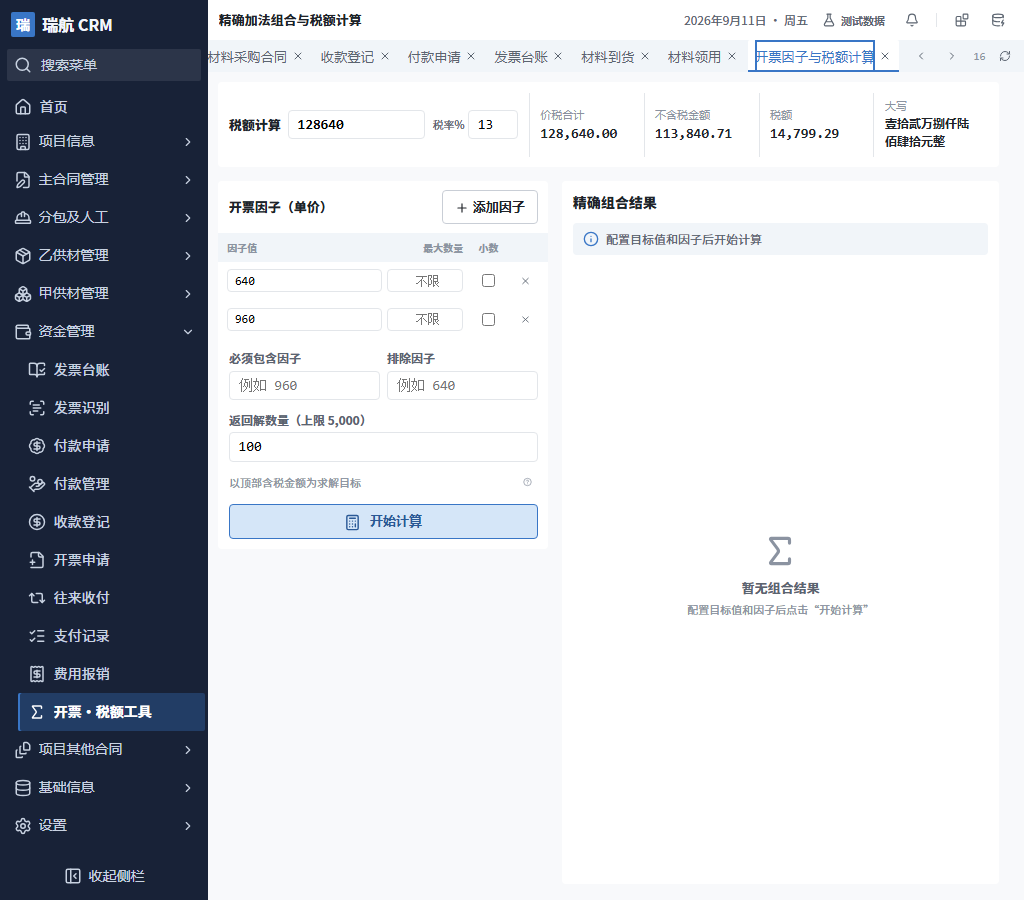 瑞 瑞航 CRM
搜索菜单
首页
项目信息
主合同管理
分包及人工
乙供材管理
甲供材管理
资金管理
发票台账
发票识别
付款申请
付款管理
收款登记
开票申请
往来收付
支付记录
费用报销
开票·税额工具
项目其他合同
基础信息
设置
收起侧栏
精确加法组合与税额计算
2026年9月11日 · 周五 测试数据
材料采购合同 收款登记 付款申请 发票台账 材料到货 材料领用 开票因子与税额计算 16
税额计算 128640 税率% 13
价税合计
128,640.00
不含税金额
113,840.71
税额
14,799.29
大写
壹拾贰万捌仟陆
佰肆拾元整
开票因子（单价） 添加因子
因子值 最大数量 小数
640 不限
960 不限
必须包含因子 排除因子
例如 960 例如 640
返回解数量（上限 5,000）
100
以顶部含税金额为求解目标
开始计算
精确组合结果
配置目标值和因子后开始计算
暂无组合结果
配置目标值和因子后点击“开始计算”